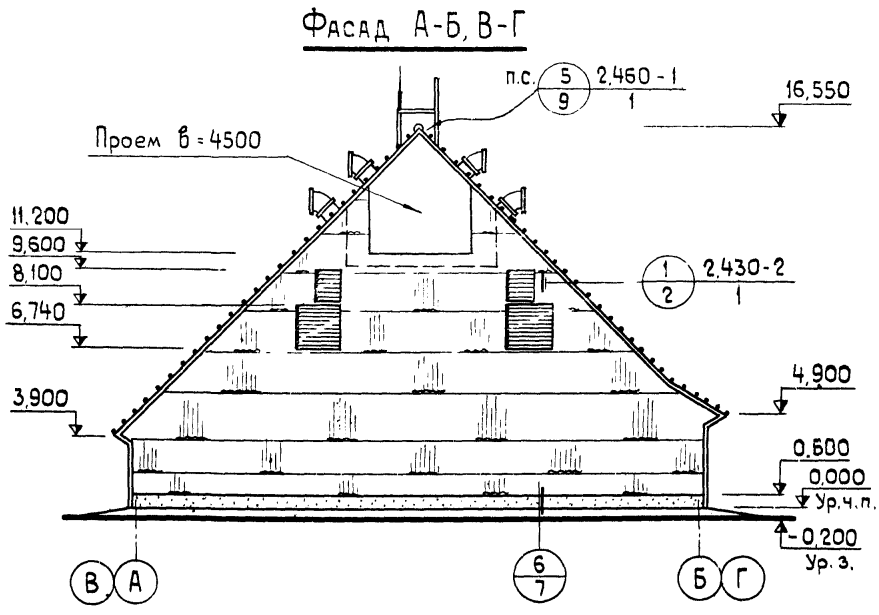 Фасад А-Б, В-Г
п.с. 5 2.460-1
9 1
16,550
Проем в=4500
11,200
9,600
8,100
6,740
3,900
1 2.430-2
2 1
4,900
0,600
0,000
Ур.ч.п.
-0,200
Ур.з.
6
7
В А Б Г